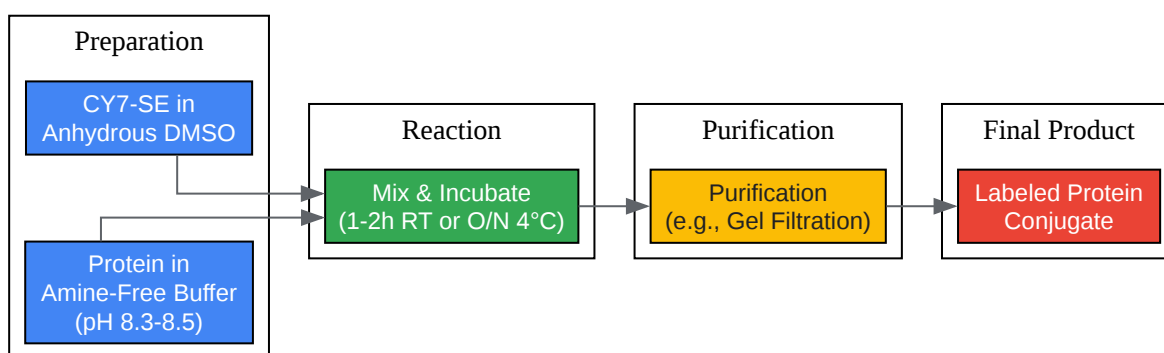 Preparation
CY7-SE in
Anhydrous DMSO
Protein in
Amine-Free Buffer
(pH 8.3-8.5)
Reaction
Mix & Incubate
(1-2h RT or O/N 4°C)
Purification
Purification
(e.g., Gel Filtration)
Final Product
Labeled Protein
Conjugate